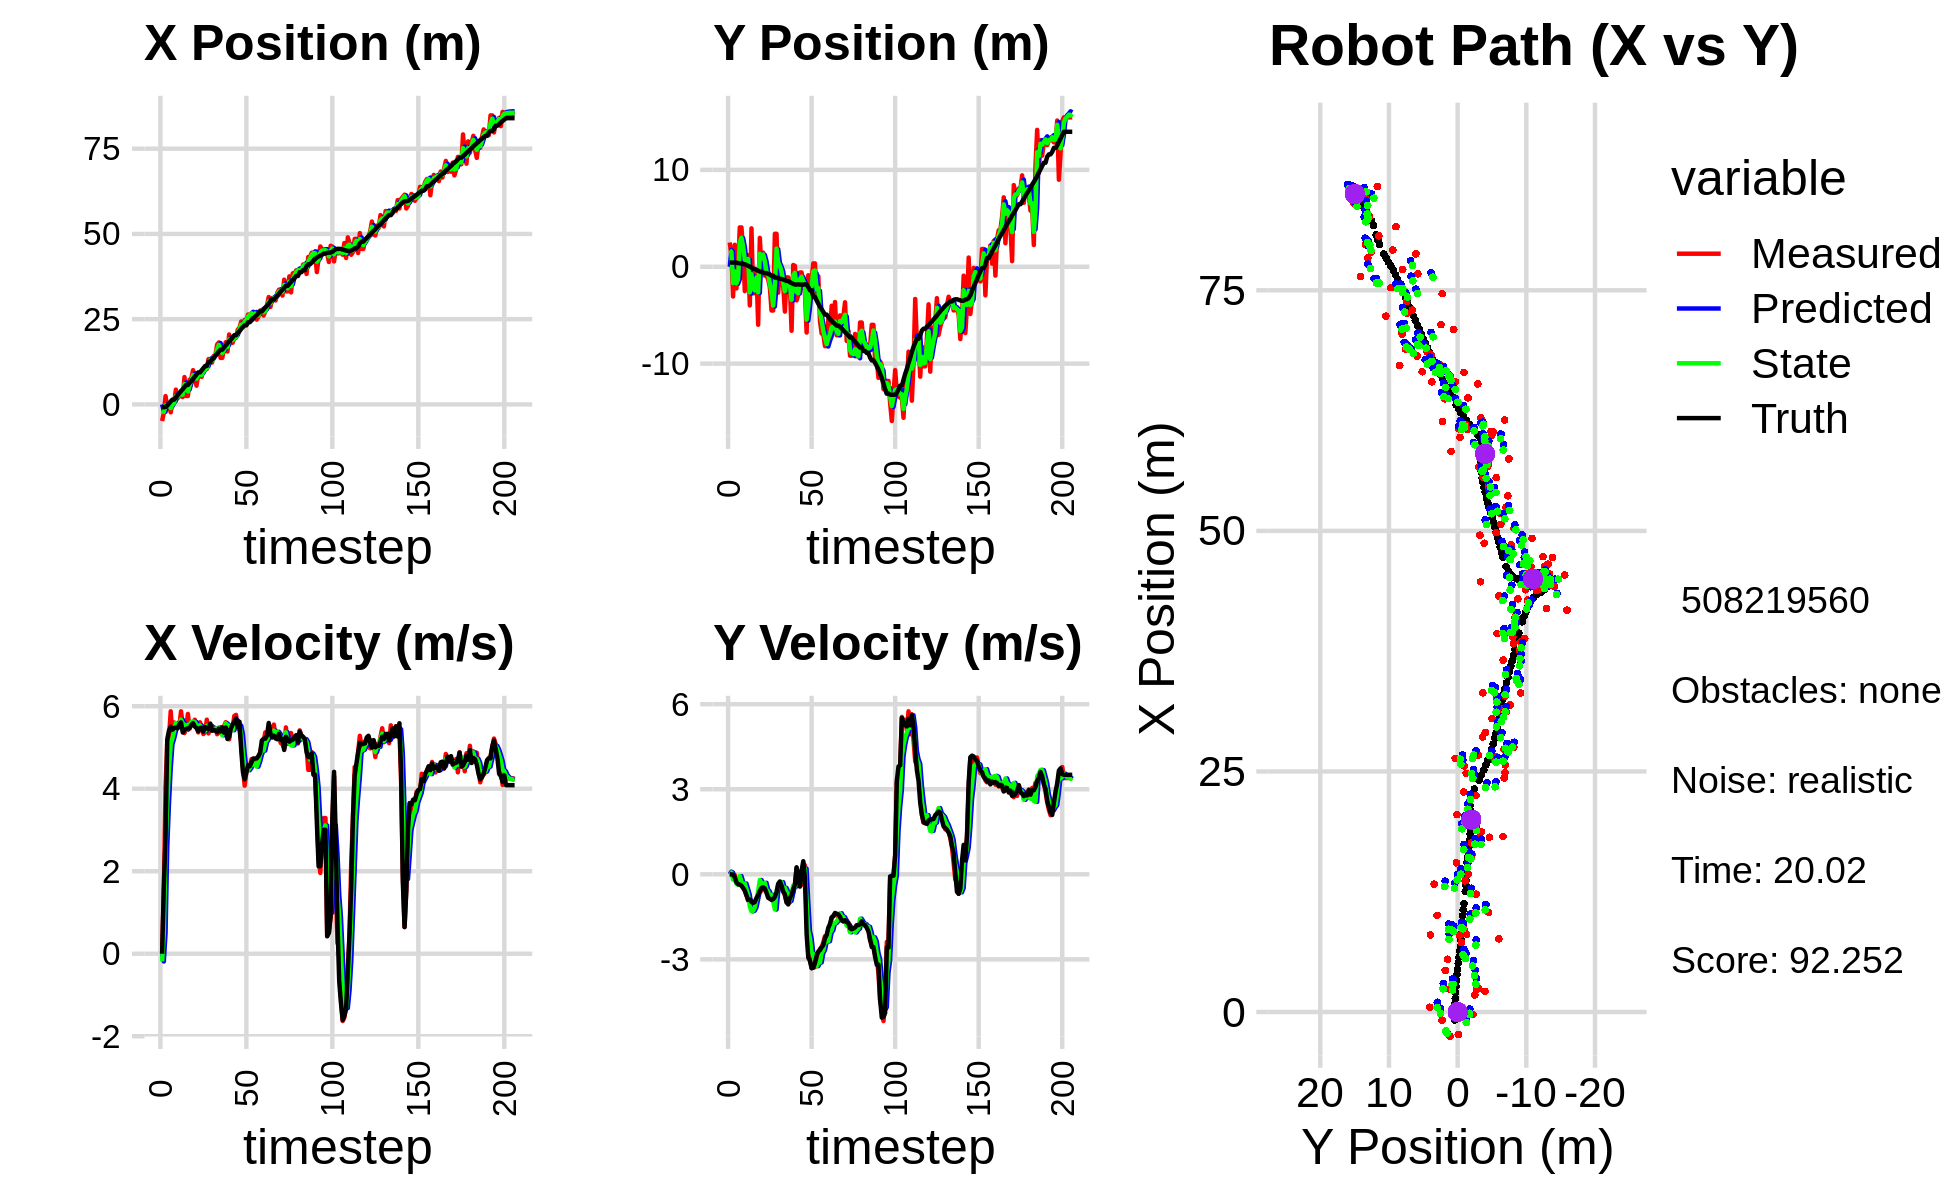 X Position (m)
75
50
25
0
0
50
100
150
200
timestep
Y Position (m)
10
0
-10
0
50
100
150
200
timestep
X Velocity (m/s)
6
4
2
0
-2
0
50
100
150
200
timestep
Y Velocity (m/s)
6
3
0
-3
0
50
100
150
200
timestep
Robot Path (X vs Y)
X Position (m)
75
50
25
0
20 10 0 -10 -20
Y Position (m)
variable
Measured
Predicted
State
Truth
508219560
Obstacles: none
Noise: realistic
Time: 20.02
Score: 92.252